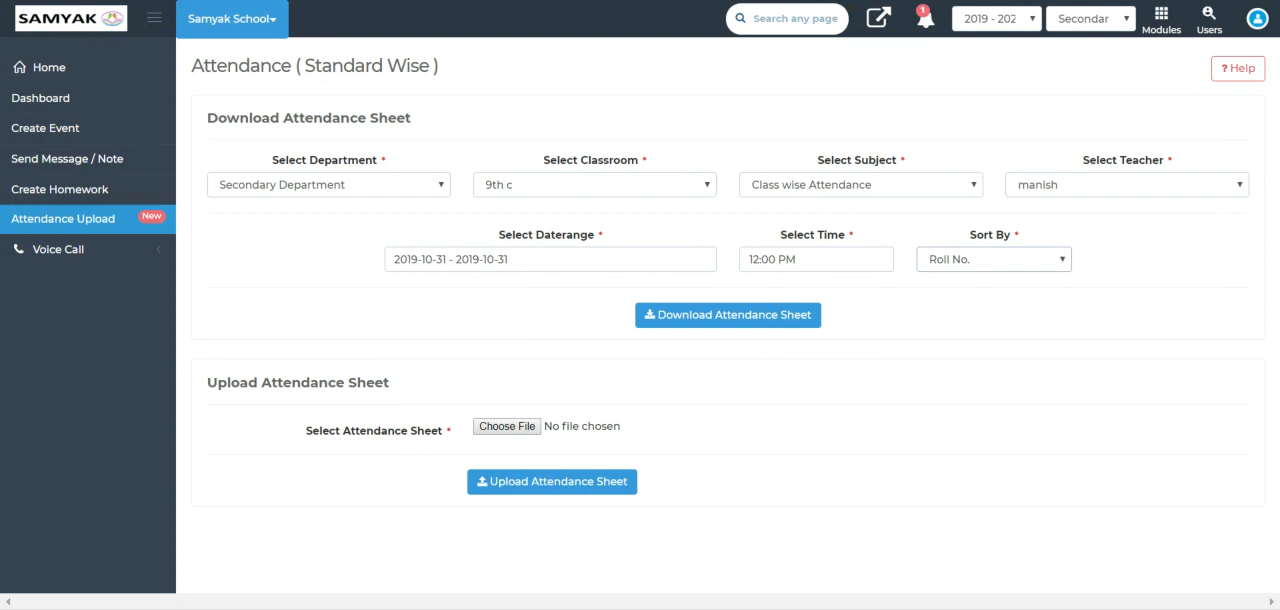 SAMYAK
Samyak School
Search any page
1
2019 - 202
Secondar
Modules
Users
Home
Dashboard
Create Event
Send Message / Note
Create Homework
Attendance Upload New
Voice Call
Attendance ( Standard Wise )
? Help
Download Attendance Sheet
Select Department * Select Classroom * Select Subject * Select Teacher *
Secondary Department 9th c Class wise Attendance manish
Select Daterange * Select Time * Sort By *
2019-10-31 - 2019-10-31 12:00 PM Roll No.
Download Attendance Sheet
Upload Attendance Sheet
Select Attendance Sheet * Choose File No file chosen
Upload Attendance Sheet